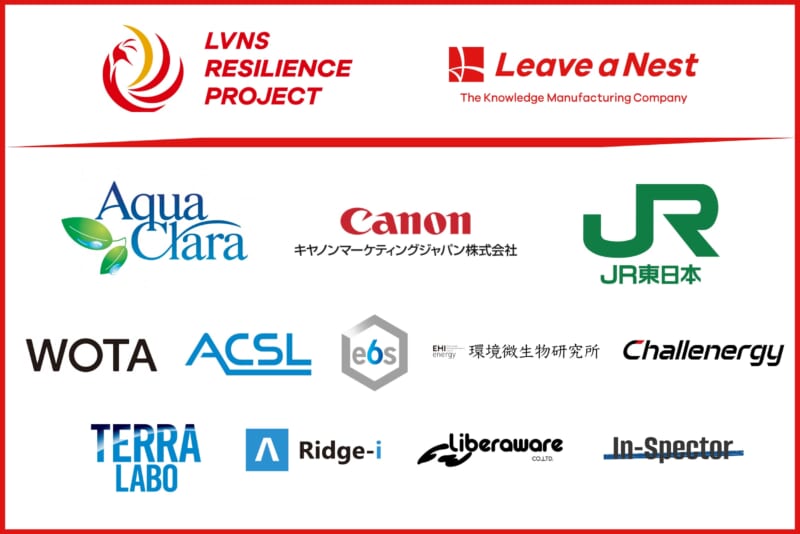 LVNS
RESILIENCE
PROJECT
Leave a Nest
The Knowledge Manufacturing Company
Aqua
Clara
Canon
キヤノンマーケティングジャパン株式会社
JR
JR東日本
WOTA
ACSL
e6s
EHI
energy
環境微生物研究所
Challenergy
TERRA
LABO
Ridge-i
Liberaware
CO.,LTD.
In-Spector